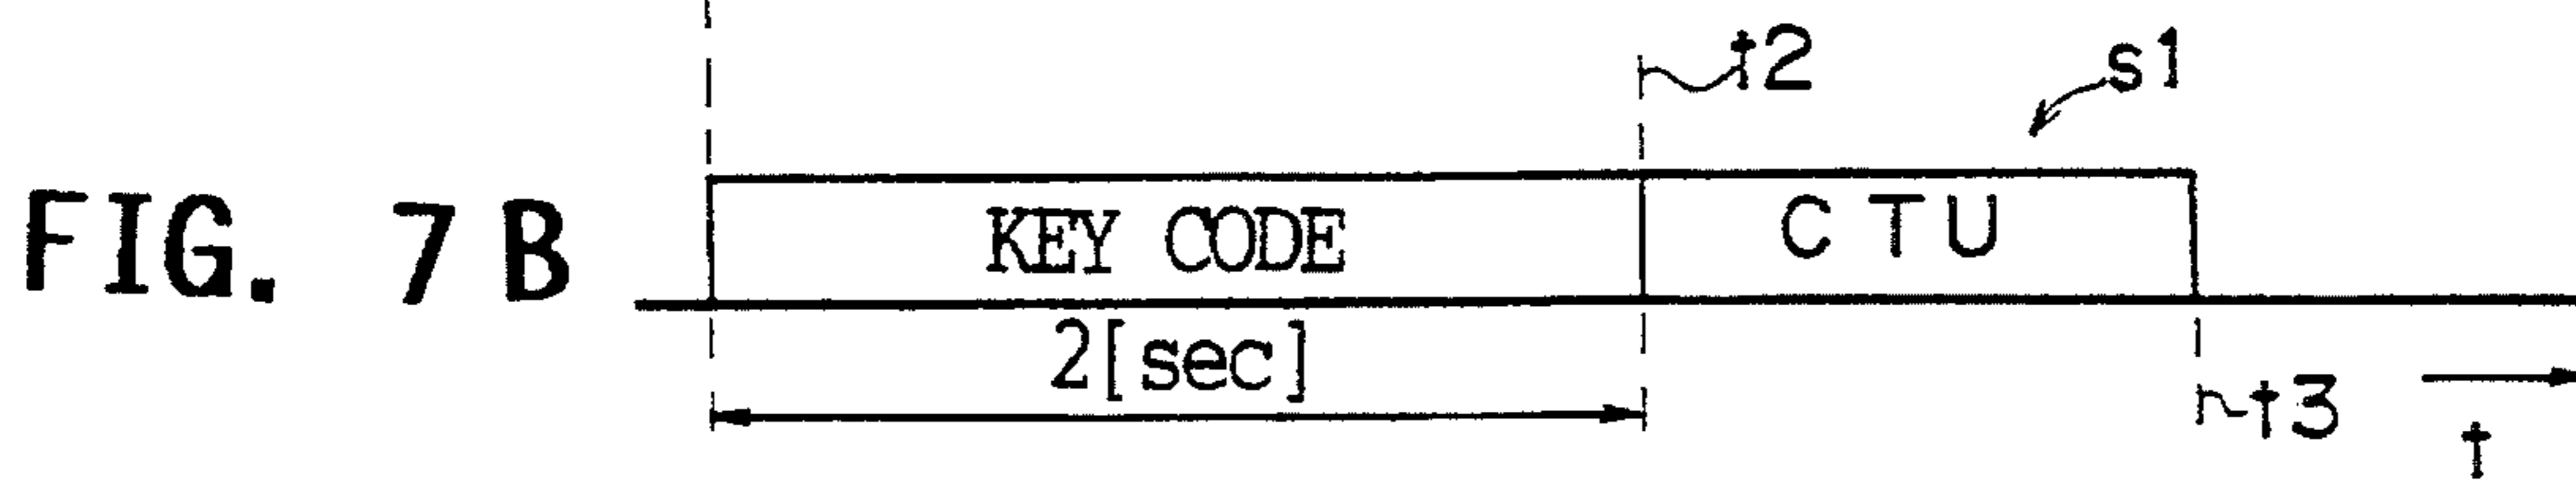 t2
s1
FIG. 7B
KEY CODE
CTU
2[sec]
t3
t